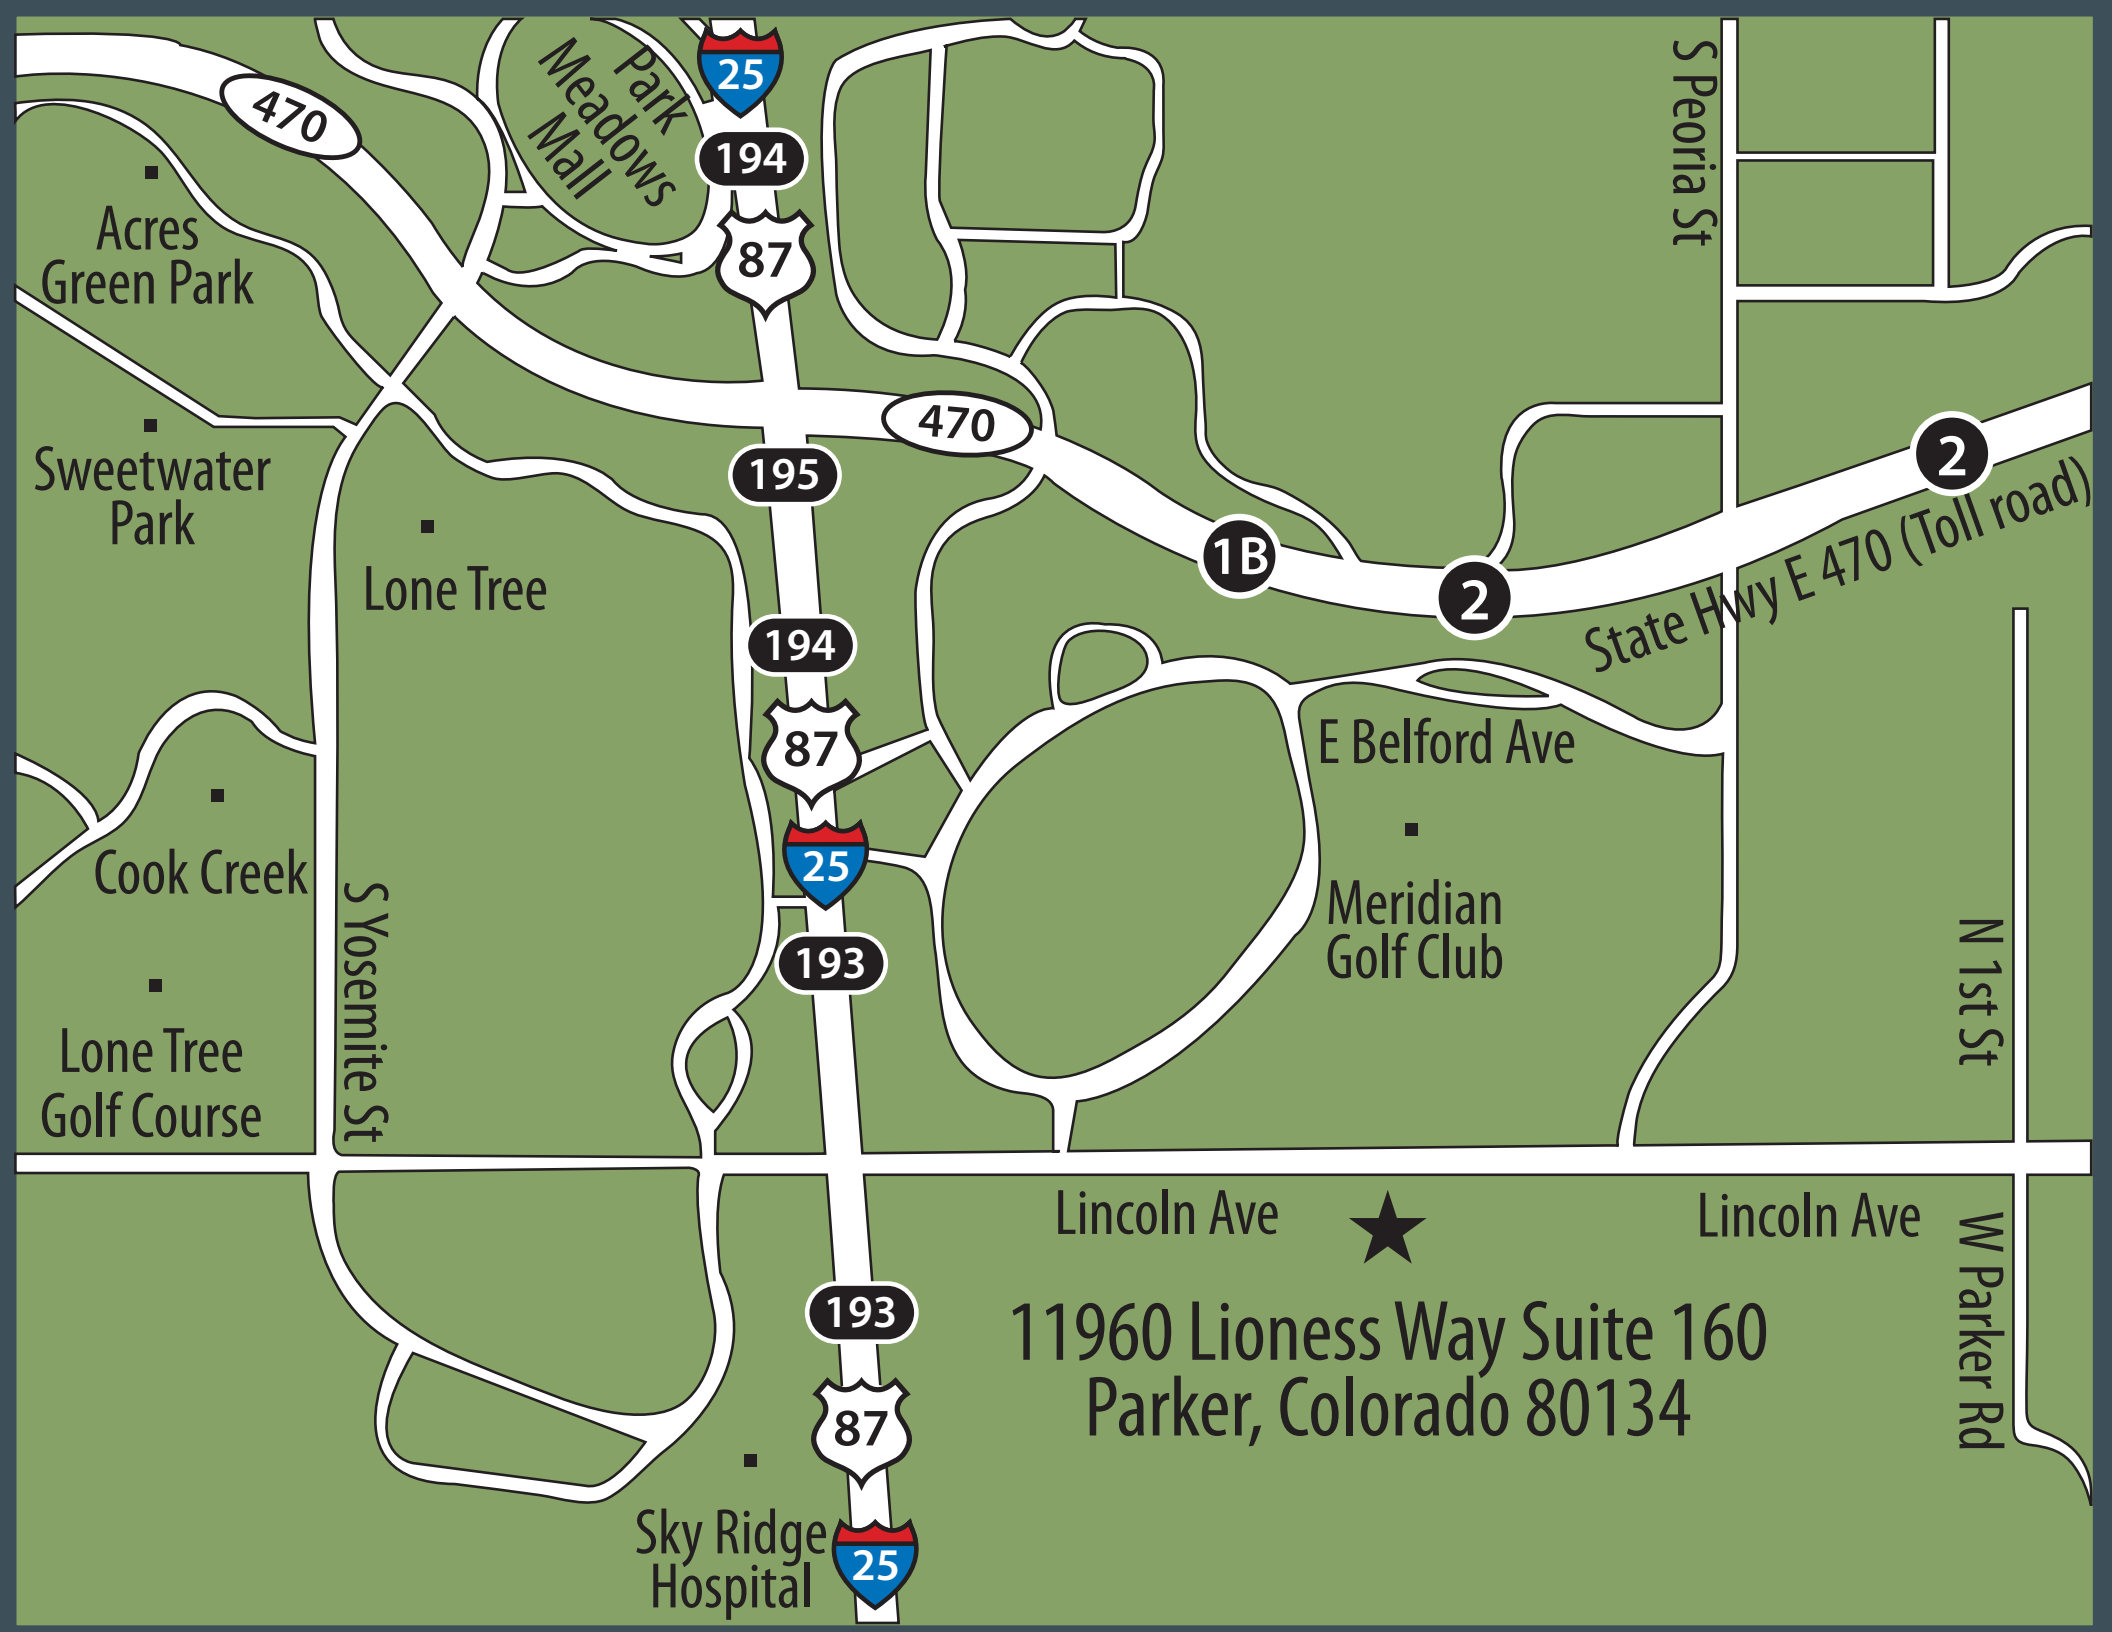 25
Park
Meadows
Mall
470
194
S Peoria St
Acres
Green Park
87
470
2
Sweetwater
Park
195
State Hwy E 470 (Toll road)
1B
Lone Tree
2
194
87
E Belford Ave
Cook Creek
25
Meridian
Golf Club
S Yosemite St
193
N 1st St
Lone Tree
Golf Course
Lincoln Ave
Lincoln Ave
W Parker Rd
193
11960 Lioness Way Suite 160
Parker, Colorado 80134
87
Sky Ridge
Hospital
25